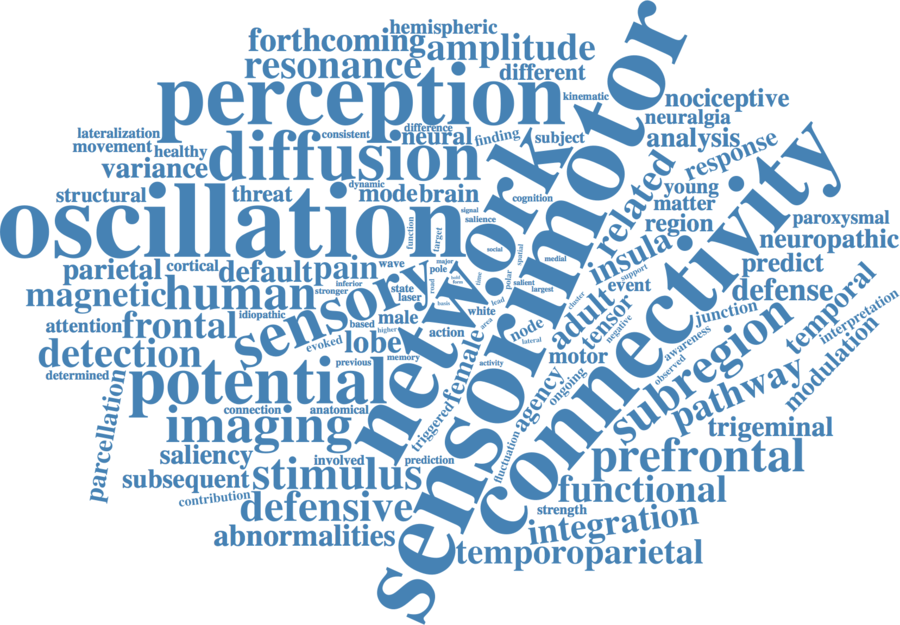 hemispheric
forthcoming
amplitude
resonance
different
perception
kinematic
nociceptive
sensorimotor
neuralgia
lateralization
consistent
difference
neural
finding
subject
analysis
movement
healthy
diffusion
response
variance
network
related
structural
threat
dynamic
mode
brain
cognition
young
matter
oscillation
signal
salience
function
target
region
paroxysmal
connectivity
social
spatial
medial
insula
neuropathic
parietal
cortical
default
pain
wave
major
pole
support
predict
magnetic
human
inferior
stronger
sensory
state
laser
road
bold
form
time
polar
salient
largest
event
defense
temporal
attention
frontal
idiopathic
based
male
basis
lead
white
cluster
adult
tensor
negative
junction
interpretation
detection
evoked
lobe
higher
action
area
node
lateral
awareness
subregion
modulation
determined
potential
previous
memory
female
activity
motor
observed
parcellation
connection
anatomical
agency
ongoing
pathway
imaging
triggered
trigeminal
saliency
involved
prediction
fluctuation
prefrontal
subsequent
stimulus
contribution
functional
defensive
strength
integration
abnormalities
temporoparietal